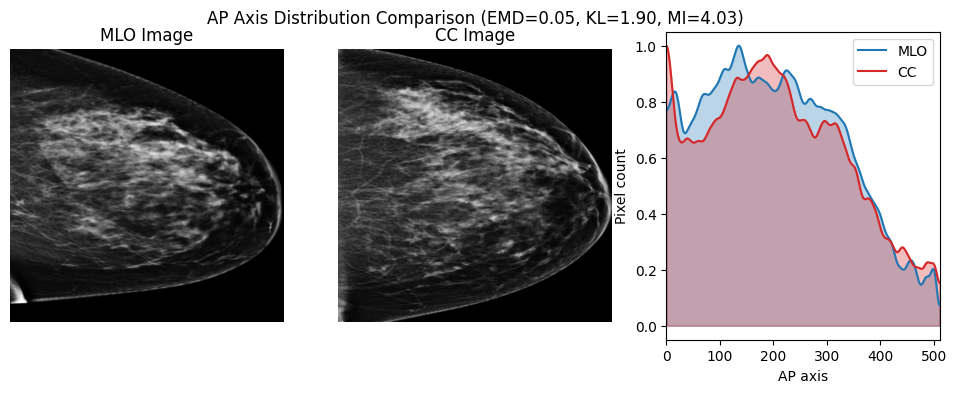 AP Axis Distribution Comparison (EMD=0.05, KL=1.90, MI=4.03)
MLO Image
CC Image
MLO
CC
1.0
0.8
0.6
0.4
0.2
0.0
Pixel count
0 100 200 300 400 500
AP axis